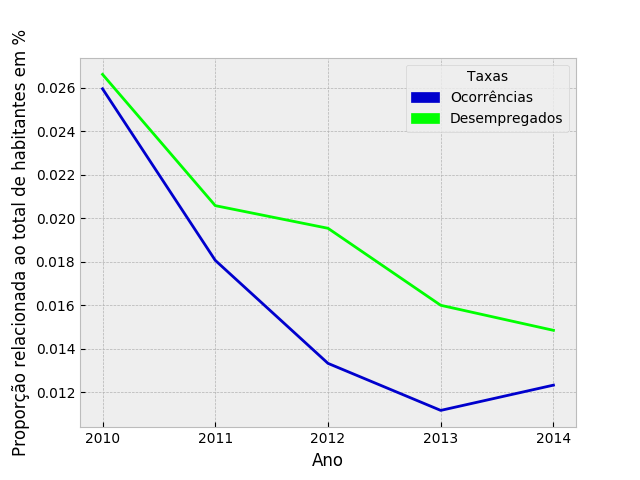 Proporção relacionada ao total de habitantes em %
0.026
0.024
0.022
0.020
0.018
0.016
0.014
0.012
Taxas
Ocorrências
Desempregados
2010 2011 2012 2013 2014
Ano